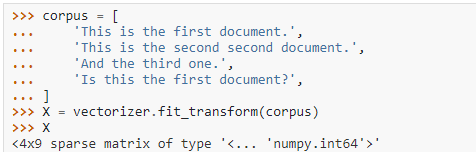 >>> corpus = [
...     'This is the first document.',
...     'This is the second second document.',
...     'And the third one.',
...     'Is this the first document?',
... ]
>>> X = vectorizer.fit_transform(corpus)
>>> X
<4x9 sparse matrix of type '<... 'numpy.int64'>'